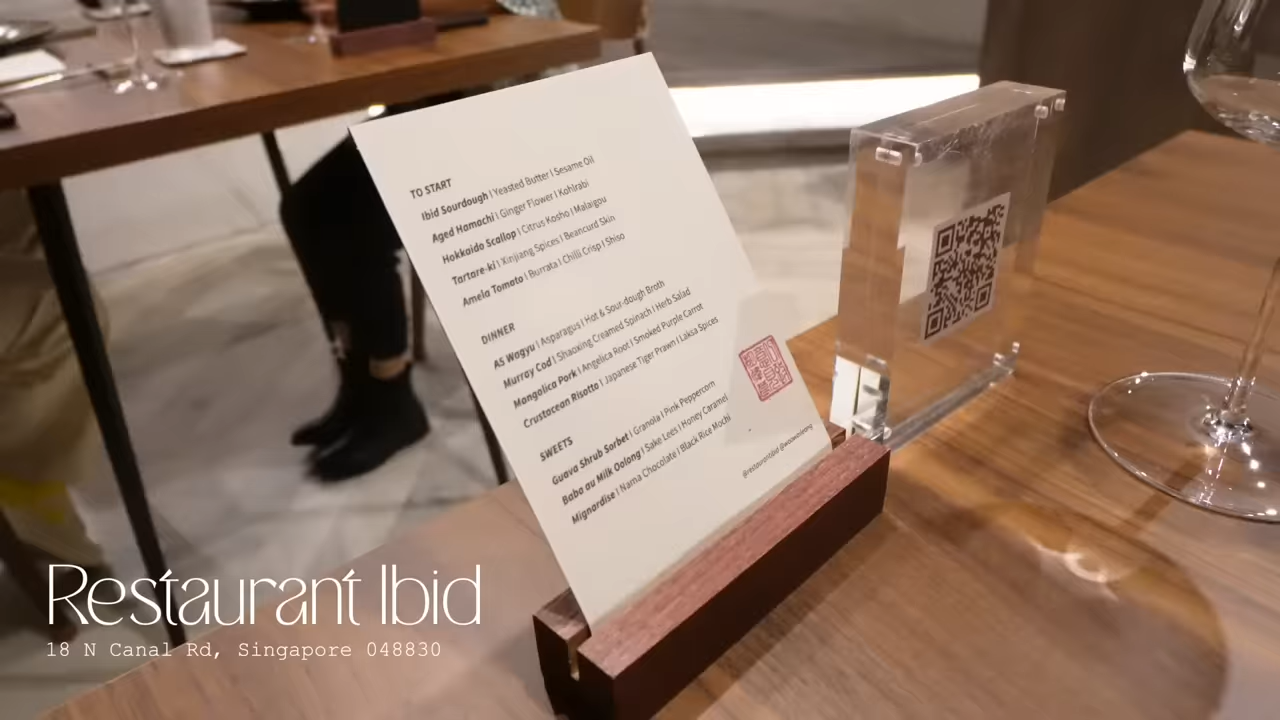 TO START
Ibid Sourdough | Yeasted Butter | Sesame Oil
Aged Hamachi | Ginger Flower | Kohlrabi
Hokkaido Scallop | Citrus Kosho | Malaigou
Tartare-ki | Xinjiang Spices | Beancurd Skin
Amela Tomato | Burrata | Chilli Crisp | Shiso
DINNER
A5 Wagyu | Asparagus | Hot & Sour-dough Broth
Murray Cod | Shaoxing Creamed Spinach | Herb Salad
Mangalica Pork | Angelica Root | Smoked Purple Carrot
Crustacean Risotto | Japanese Tiger Prawn | Laksa Spices
SWEETS
Guava Shrub Sorbet | Granola | Pink Peppercorn
Baba au Milk Oolong | Sake Lees | Honey Caramel
Mignardise | Nama Chocolate | Black Rice Mochi
@restaurantibid
Restaurant Ibid
18 N Canal Rd, Singapore 048830